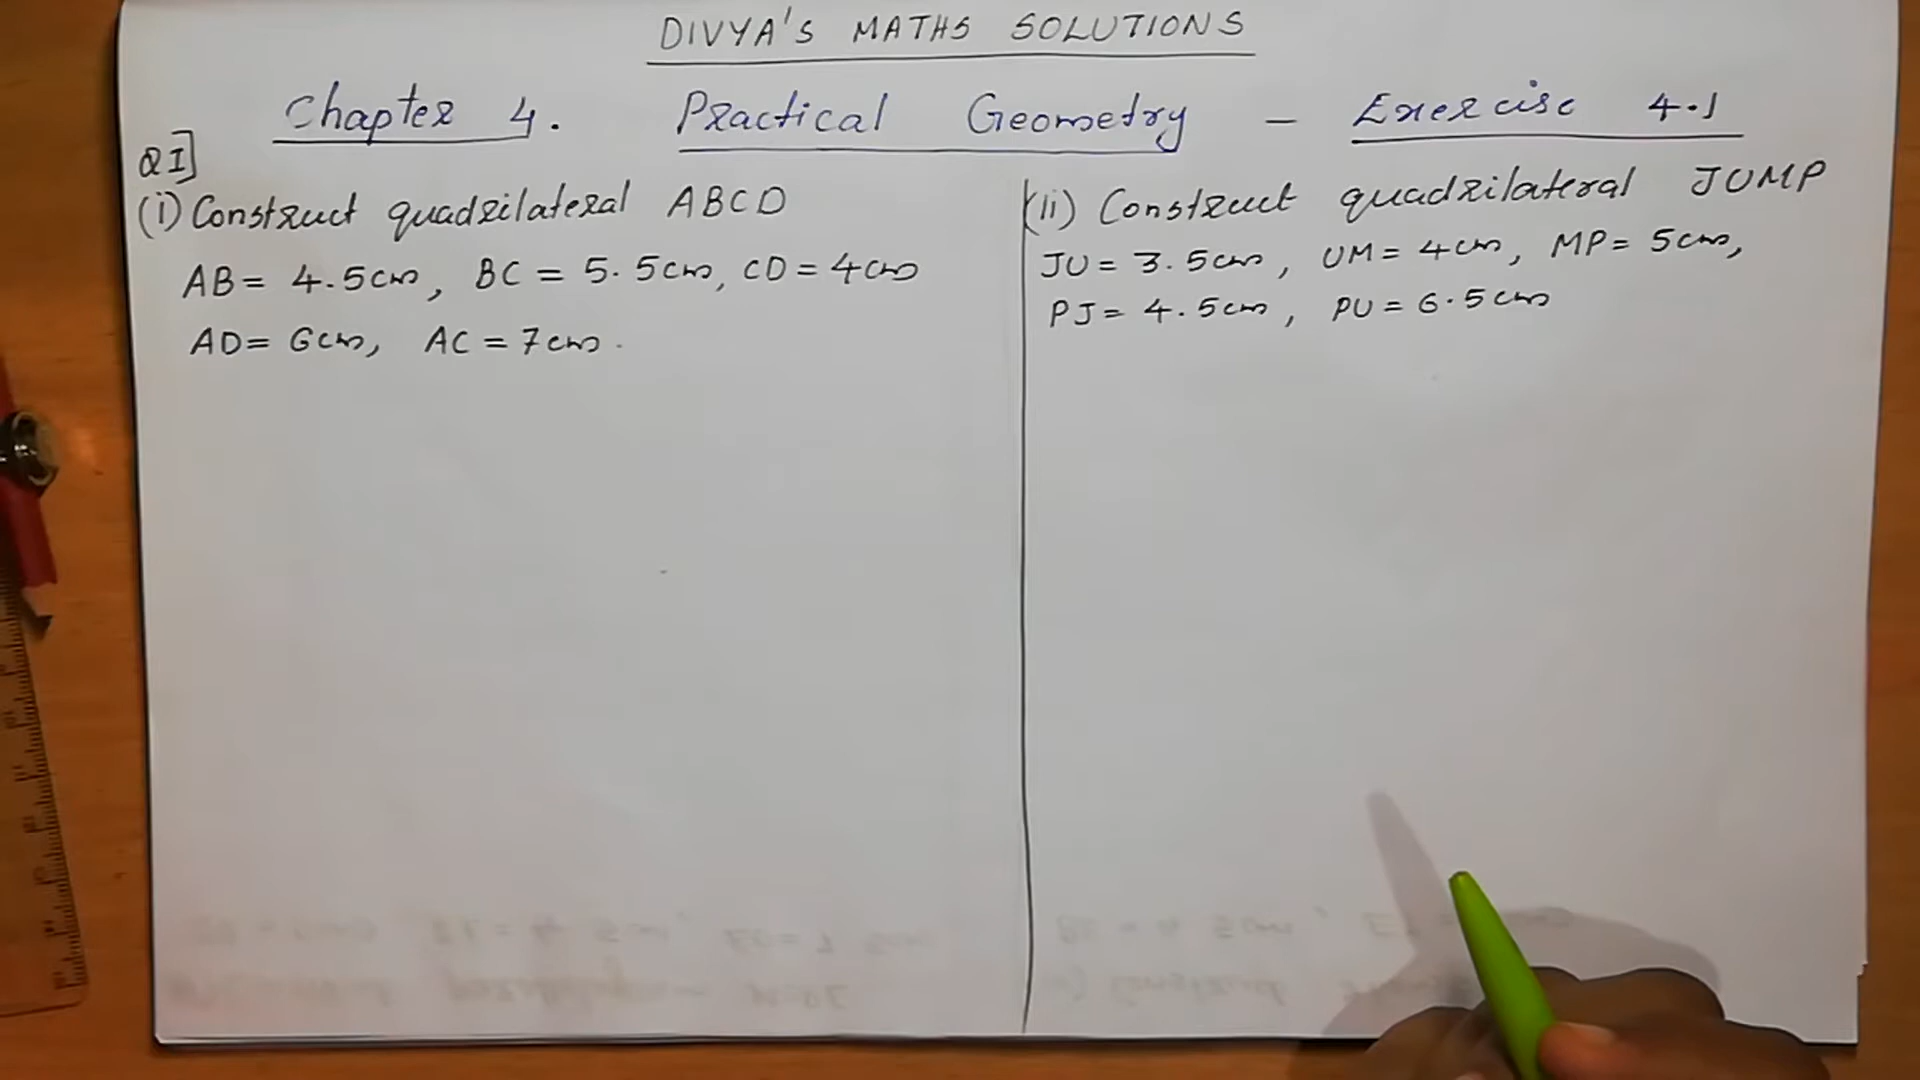 DIVYA'S MATHS SOLUTIONS
Chapter 4. Practical Geometry - Exercise 4.1
Q1]
(i) Construct quadrilateral ABCD
AB = 4.5cm, BC = 5.5cm, CD = 4cm
AD = 6cm, AC = 7cm.
(ii) Construct quadrilateral JUMP
JU = 3.5cm, UM = 4cm, MP = 5cm,
PJ = 4.5cm, PU = 6.5cm